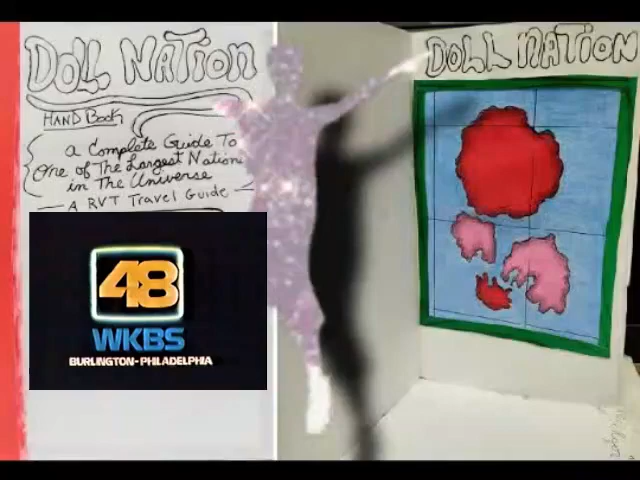 DOLL NATION
HAND Book
a Complete Guide To
One of The Largest Nation
in The Universe
A RVT Travel Guide
48
WKBS
BURLINGTON-PHILADELPHIA
DOLL NATION